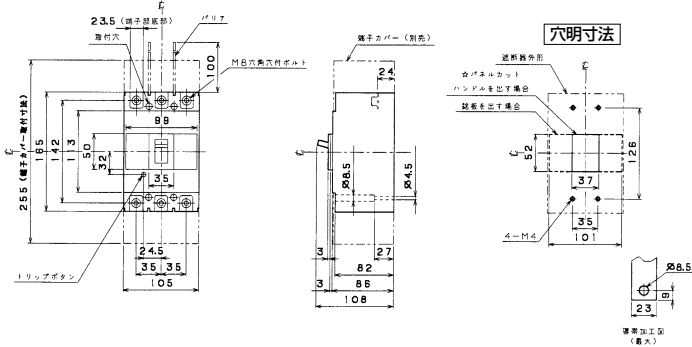 23.5 (端子部底部)
バリア
取付穴
M8六角穴付ボルト
100
255 (端子カバー取付寸法)
165
142
113
50
32
99
35
24.5
35
35
105
トリップボタン
端子カバー (別売)
24
Ø8.5
Ø4.5
3
27
82
3
86
108
穴明寸法
遮断器外形
☆パネルカット
ハンドルを出す場合
銘板を出す場合
52
126
37
35
4-M4
101
Ø8.5
9
23
導帯加工図
(最大)